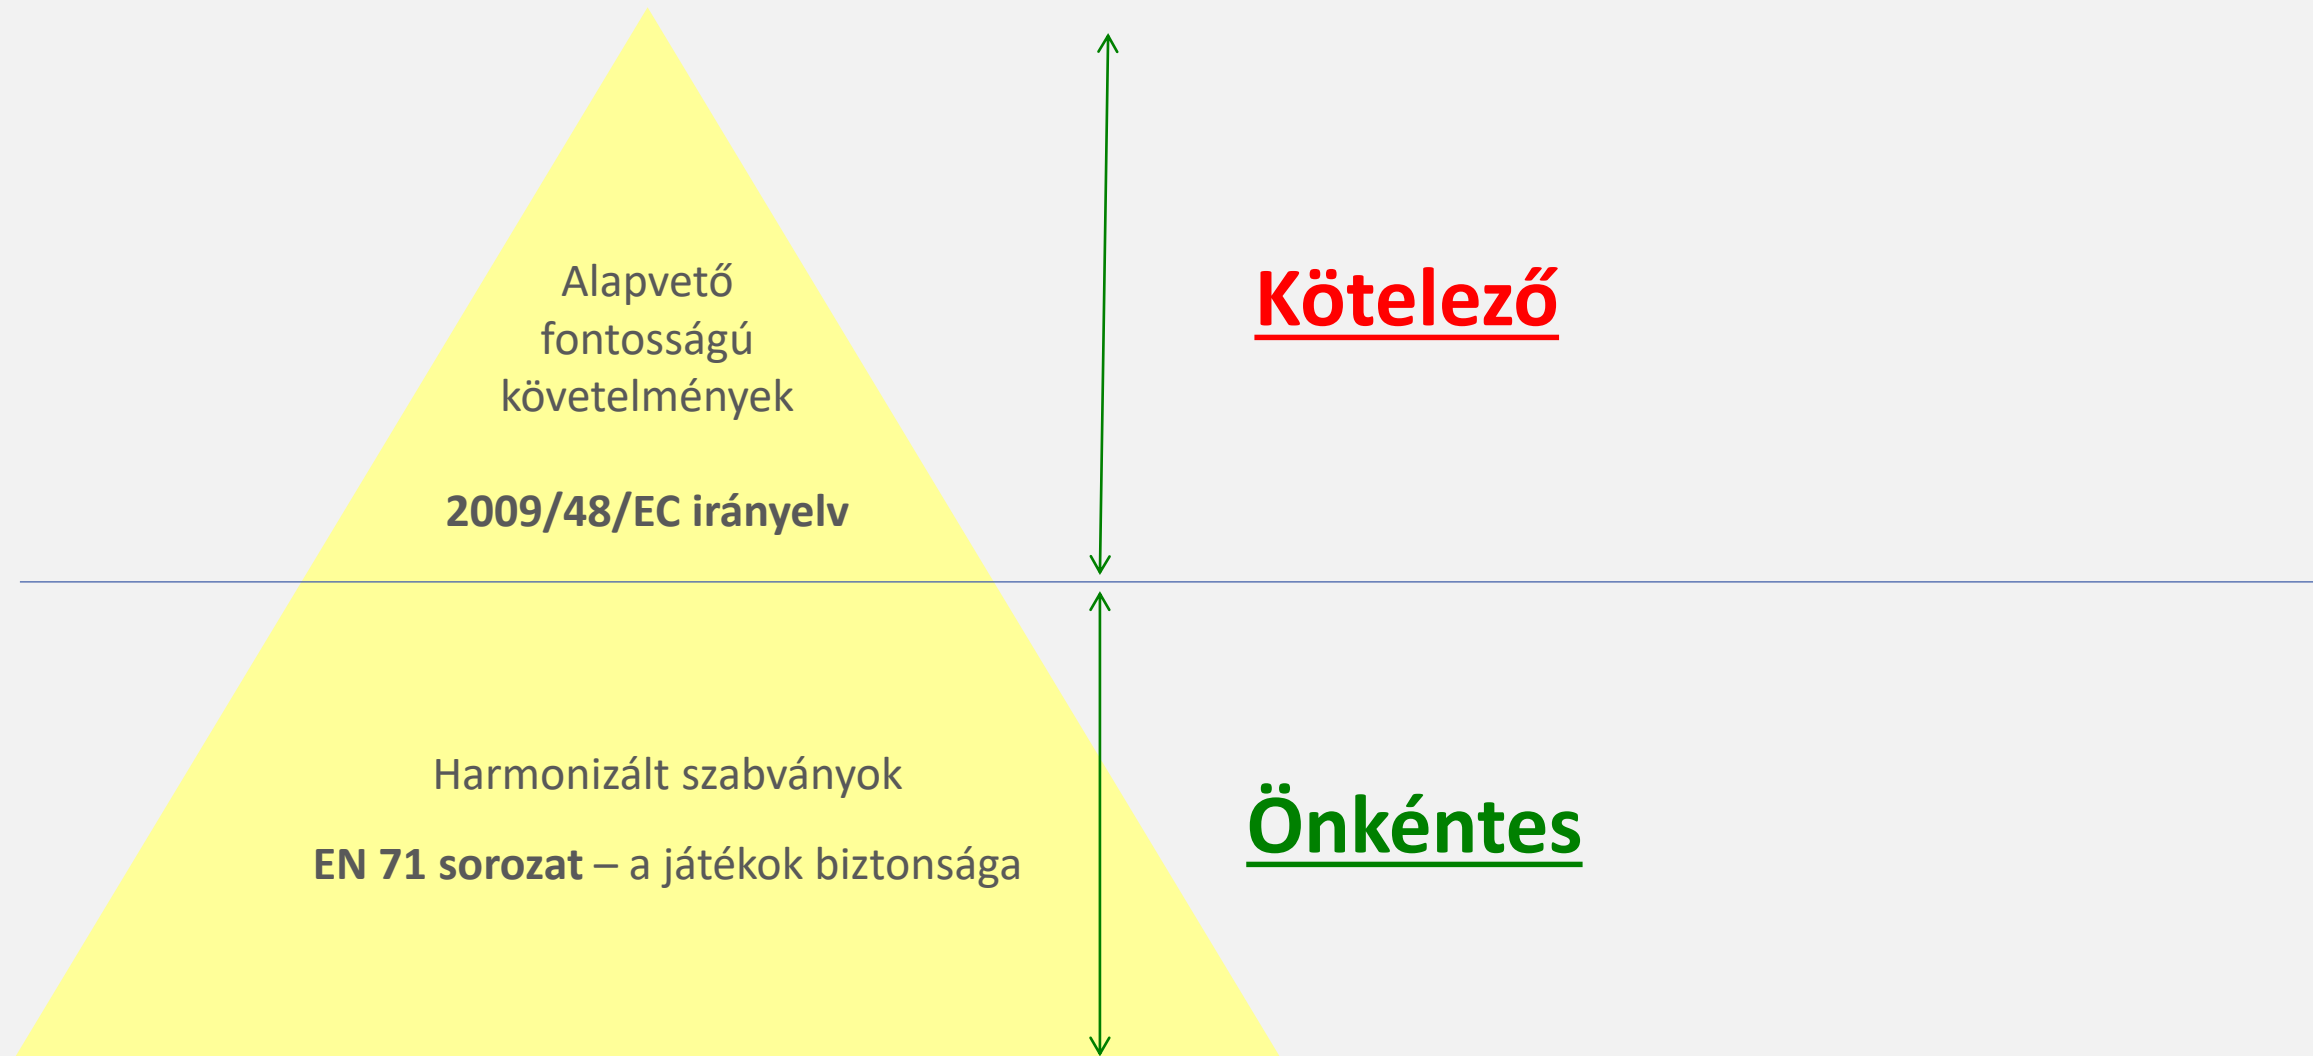 Alapvető
fontosságú
követelmények
2009/48/EC irányelv
Kötelező
Harmonizált szabványok
EN 71 sorozat – a játékok biztonsága
Önkéntes